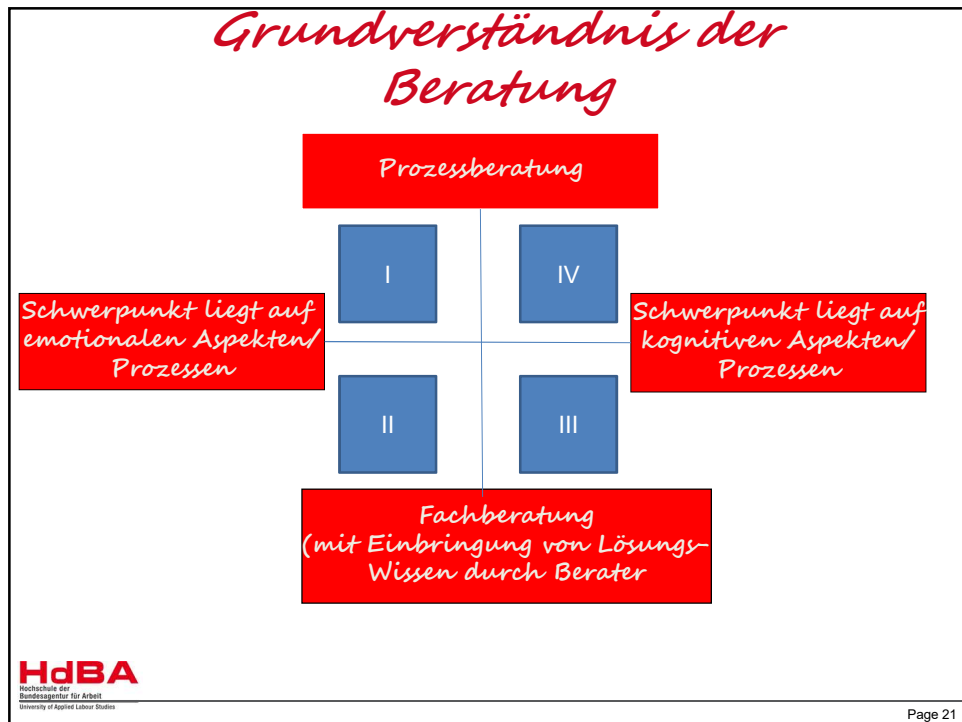 Grundverständnis der
Beratung
Prozessberatung
I
IV
Schwerpunkt liegt auf
emotionalen Aspekten/
Prozessen
Schwerpunkt liegt auf
kognitiven Aspekten/
Prozessen
II
III
Fachberatung
(mit Einbringung von Lösungs-
Wissen durch Berater
HdBA
Hochschule der
Bundesagentur für Arbeit
University of Applied Labour Studies
Page 21